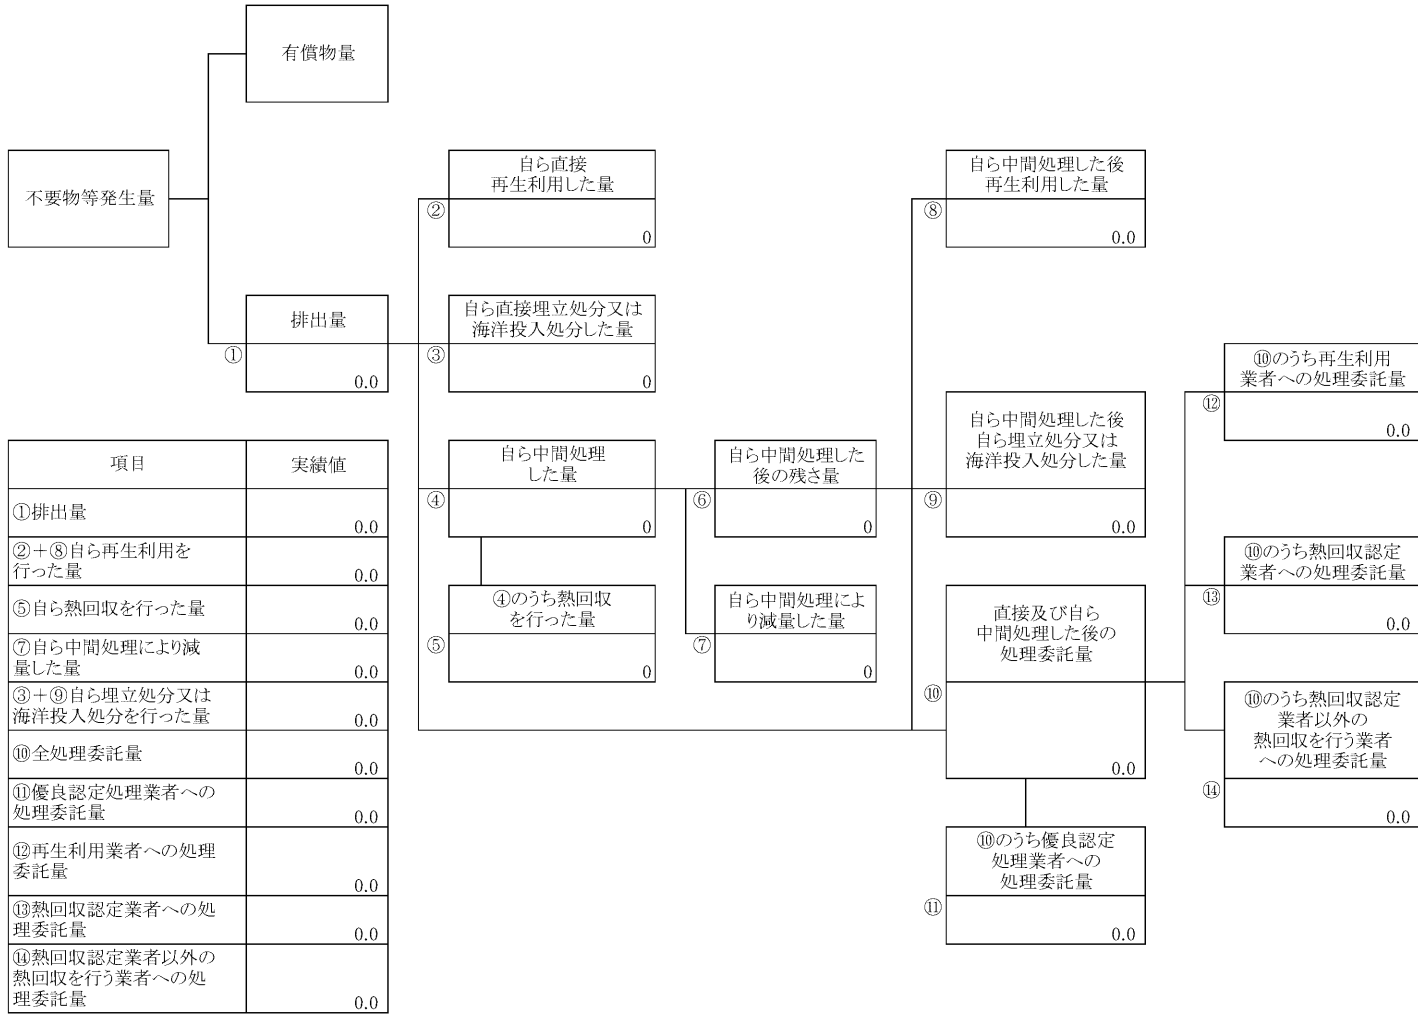 有償物量
不要物等発生量
自ら直接
再生利用した量
②
0
自ら中間処理した後
再生利用した量
⑧
0.0
排出量
①
0.0
自ら直接埋立処分又は
海洋投入処分した量
③
0
⑩のうち再生利用
業者への処理委託量
⑫
0.0
自ら中間処理
した量
④
0
自ら中間処理した
後の残さ量
⑥
0
自ら中間処理した後
自ら埋立処分又は
海洋投入処分した量
⑨
0.0
④のうち熱回収
を行った量
⑤
0
自ら中間処理によ
り減量した量
⑦
0
直接及び自ら
中間処理した後の
処理委託量
⑩
0.0
⑩のうち熱回収認定
業者への処理委託量
⑬
0.0
⑩のうち熱回収認定
業者以外の
熱回収を行う業者
への処理委託量
⑭
0.0
⑩のうち優良認定
処理業者への
処理委託量
⑪
0.0
項目 実績値
①排出量 0.0
②＋⑧自ら再生利用を
行った量 0.0
⑤自ら熱回収を行った量 0.0
⑦自ら中間処理により減
量した量 0.0
③＋⑨自ら埋立処分又は
海洋投入処分を行った量 0.0
⑩全処理委託量 0.0
⑪優良認定処理業者への
処理委託量 0.0
⑫再生利用業者への処理
委託量 0.0
⑬熱回収認定業者への処
理委託量 0.0
⑭熱回収認定業者以外の
熱回収を行う業者への処
理委託量 0.0